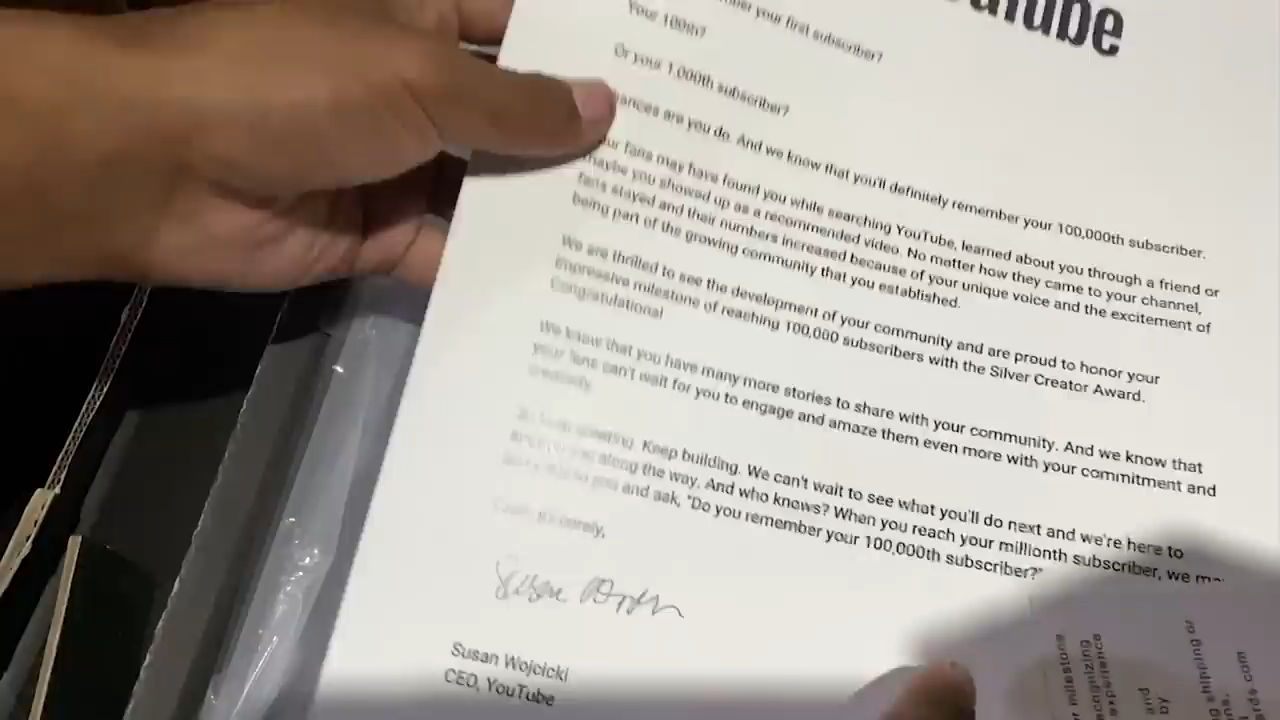 uTube
your first subscriber?
Your 100th?
Or your 1,000th subscriber?
ances are you do. And we know that you'll definitely remember your 100,000th subscriber.
ur fans may have found you while searching YouTube, learned about you through a friend or
maybe you showed up as a recommended video. No matter how they came to your channel,
fans stayed and their numbers increased because of your unique voice and the excitement of
being part of the growing community that you established.
We are thrilled to see the development of your community and are proud to honor your
impressive milestone of reaching 100,000 subscribers with the Silver Creator Award.
Congratulations!
We know that you have many more stories to share with your community. And we know that
your fans can't wait for you to engage and amaze them even more with your commitment and
creativity.
Keep building. We can't wait to see what you'll do next and we're here to
along the way. And who knows? When you reach your millionth subscriber, we
you and ask, "Do you remember your 100,000th subscriber?"
Susan Wojcicki
CEO, YouTube
milestone
experience
and
by
shipping or